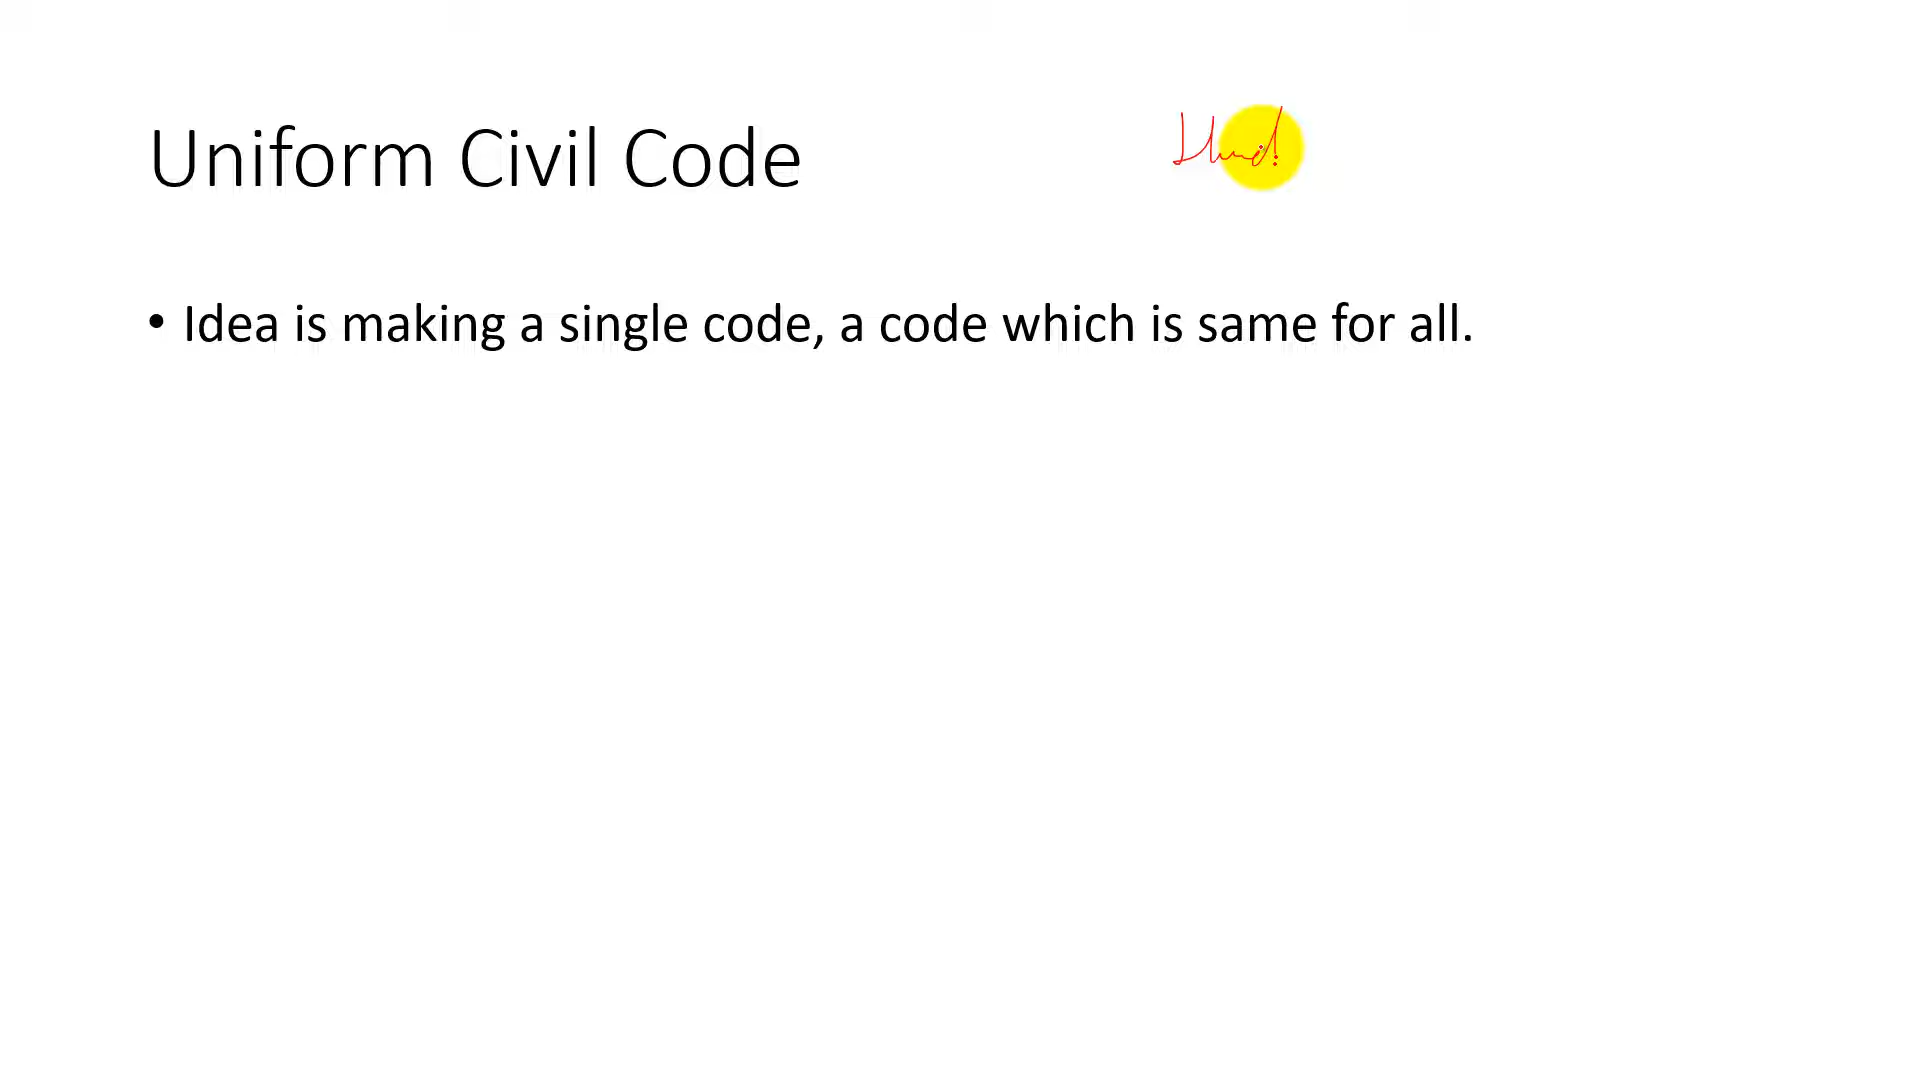 Uniform Civil Code
• Idea is making a single code, a code which is same for all.